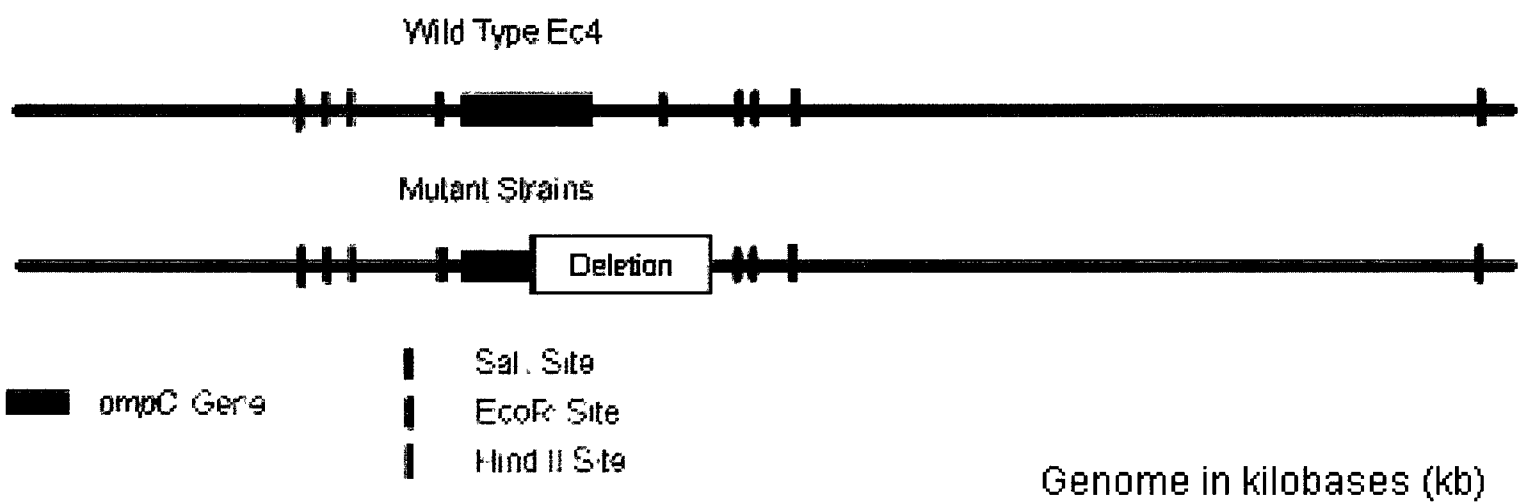 Wild Type Ec4
Mutant Strains
Deletion
ompC Gene
Sal. Site
EcoR Site
Hind II Site
Genome in kilobases (kb)